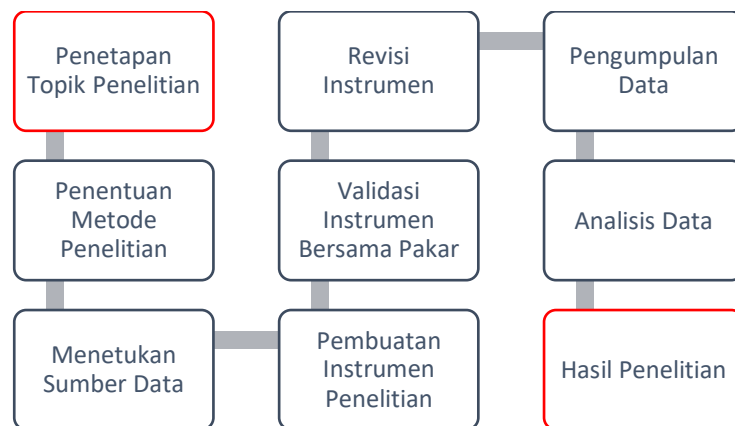 Penetapan
Topik Penelitian
Penentuan
Metode
Penelitian
Menetukan
Sumber Data
Pembuatan
Instrumen
Penelitian
Validasi
Instrumen
Bersama Pakar
Revisi
Instrumen
Pengumpulan
Data
Analisis Data
Hasil Penelitian